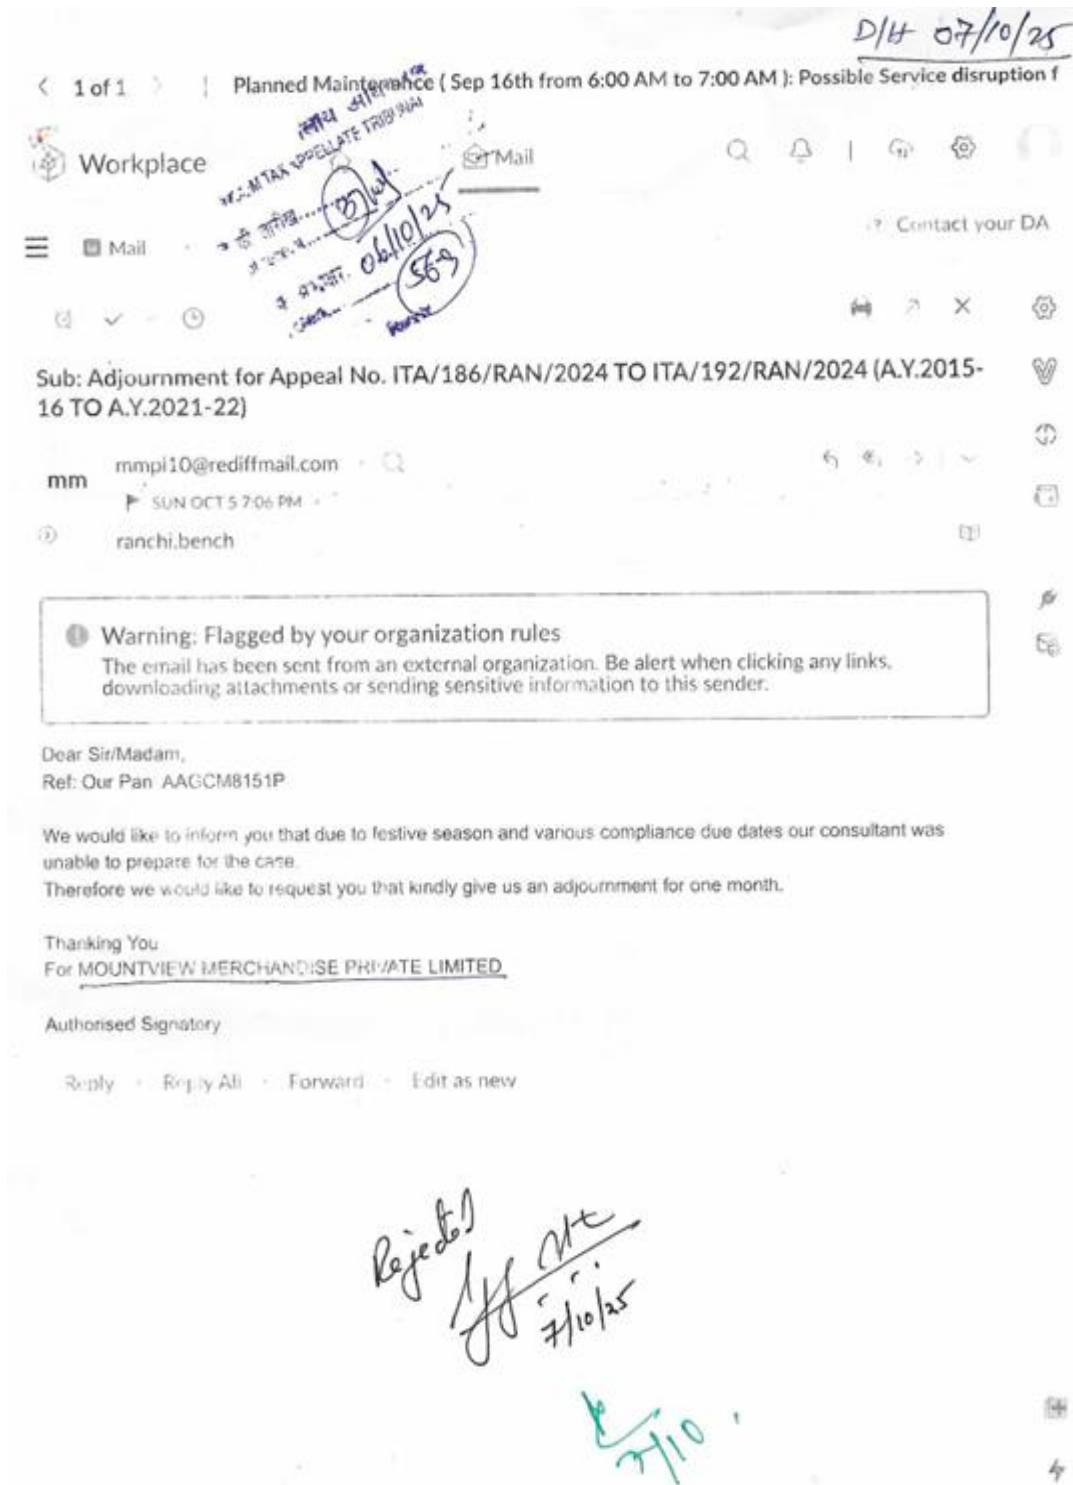 D/H 07/10/25
1 of 1 Planned Maintenance ( Sep 16th from 6:00 AM to 7:00 AM ): Possible Service disruption f
APPELLATE TRIBUNAL
Workplace
Mail
Contact your DA
Mail
06/10/25
569
Sub: Adjournment for Appeal No. ITA/186/RAN/2024 TO ITA/192/RAN/2024 (A.Y.2015-
16 TO A.Y.2021-22)
mm
mmpi10@rediffmail.com
SUN OCT 5 7:06 PM
ranchi.bench
Warning: Flagged by your organization rules
The email has been sent from an external organization. Be alert when clicking any links,
downloading attachments or sending sensitive information to this sender.
Dear Sir/Madam,
Ref: Our Pan AAGCM8151P
We would like to inform you that due to festive season and various compliance due dates our consultant was
unable to prepare for the case.
Therefore we would like to request you that kindly give us an adjournment for one month.
Thanking You
For MOUNTVIEW MERCHANDISE PRIVATE LIMITED
Authorised Signatory
Reply Reply All Forward Edit as new
Rejected
7/10/25
7/10